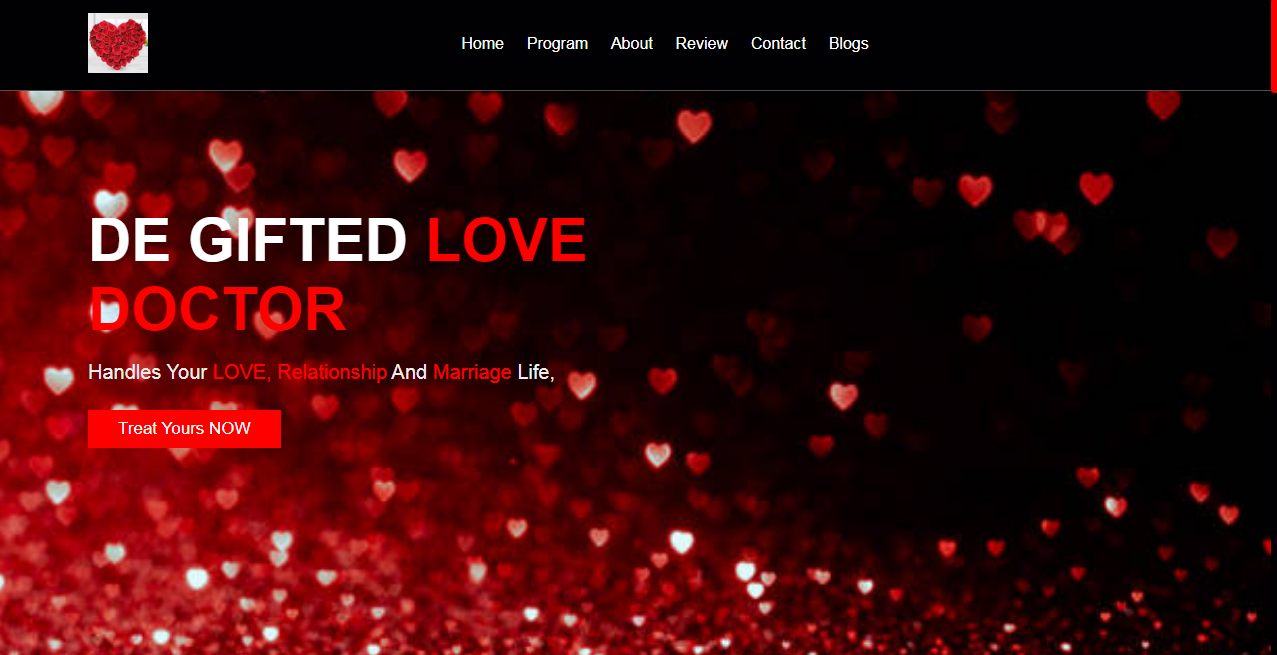 Home Program About Review Contact Blogs
DE GIFTED LOVE
DOCTOR
Handles Your LOVE, Relationship And Marriage Life,
Treat Yours NOW